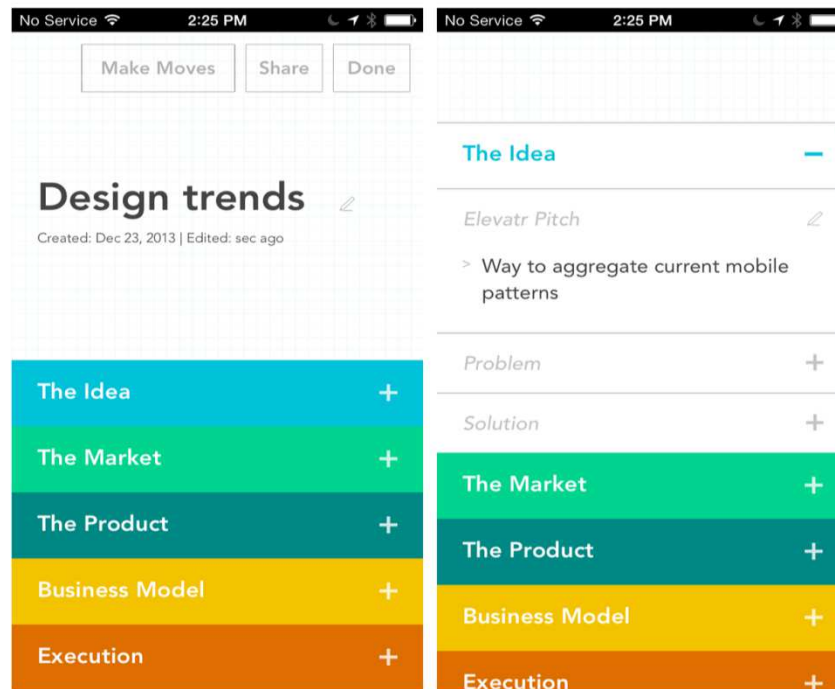 No Service 2:25 PM
Make Moves Share Done
Design trends
Created: Dec 23, 2013 | Edited: sec ago
The Idea +
The Market +
The Product +
Business Model +
Execution +
No Service 2:25 PM
The Idea –
Elevatr Pitch
> Way to aggregate current mobile
patterns
Problem +
Solution +
The Market +
The Product +
Business Model +
Execution +